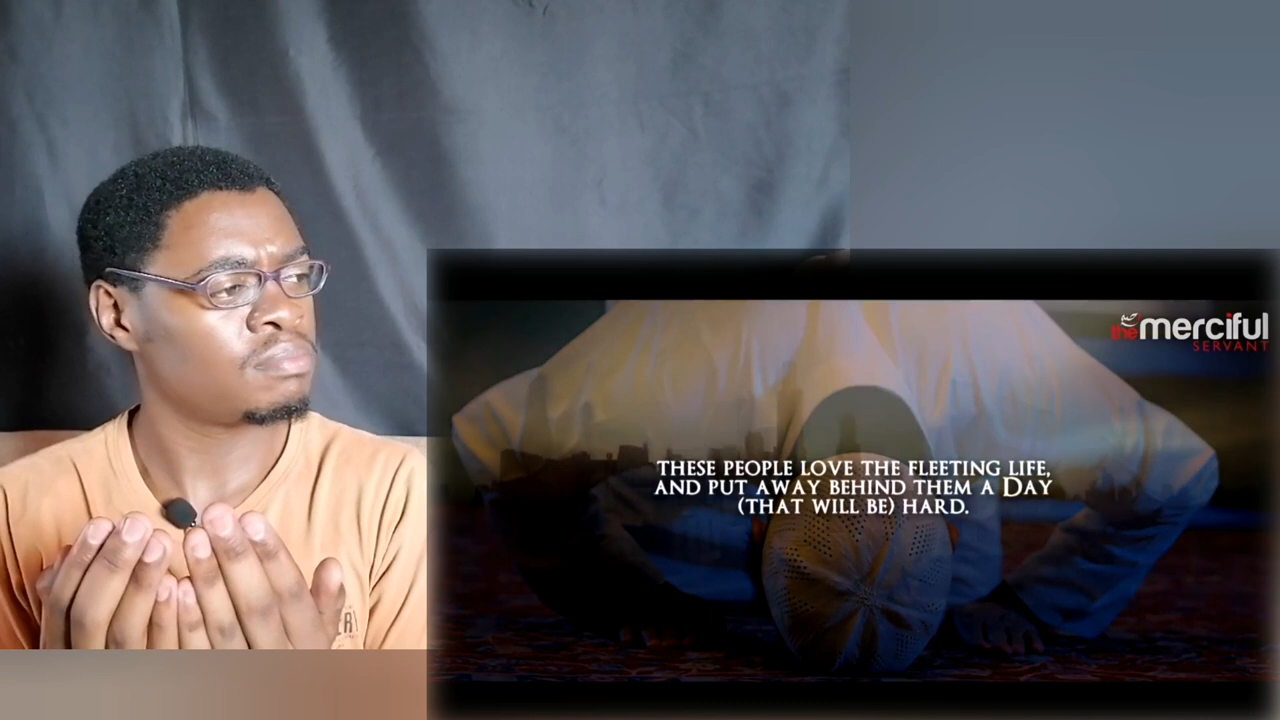 the merciful
SERVANT
THESE PEOPLE LOVE THE FLEETING LIFE,
AND PUT AWAY BEHIND THEM A DAY
(THAT WILL BE) HARD.